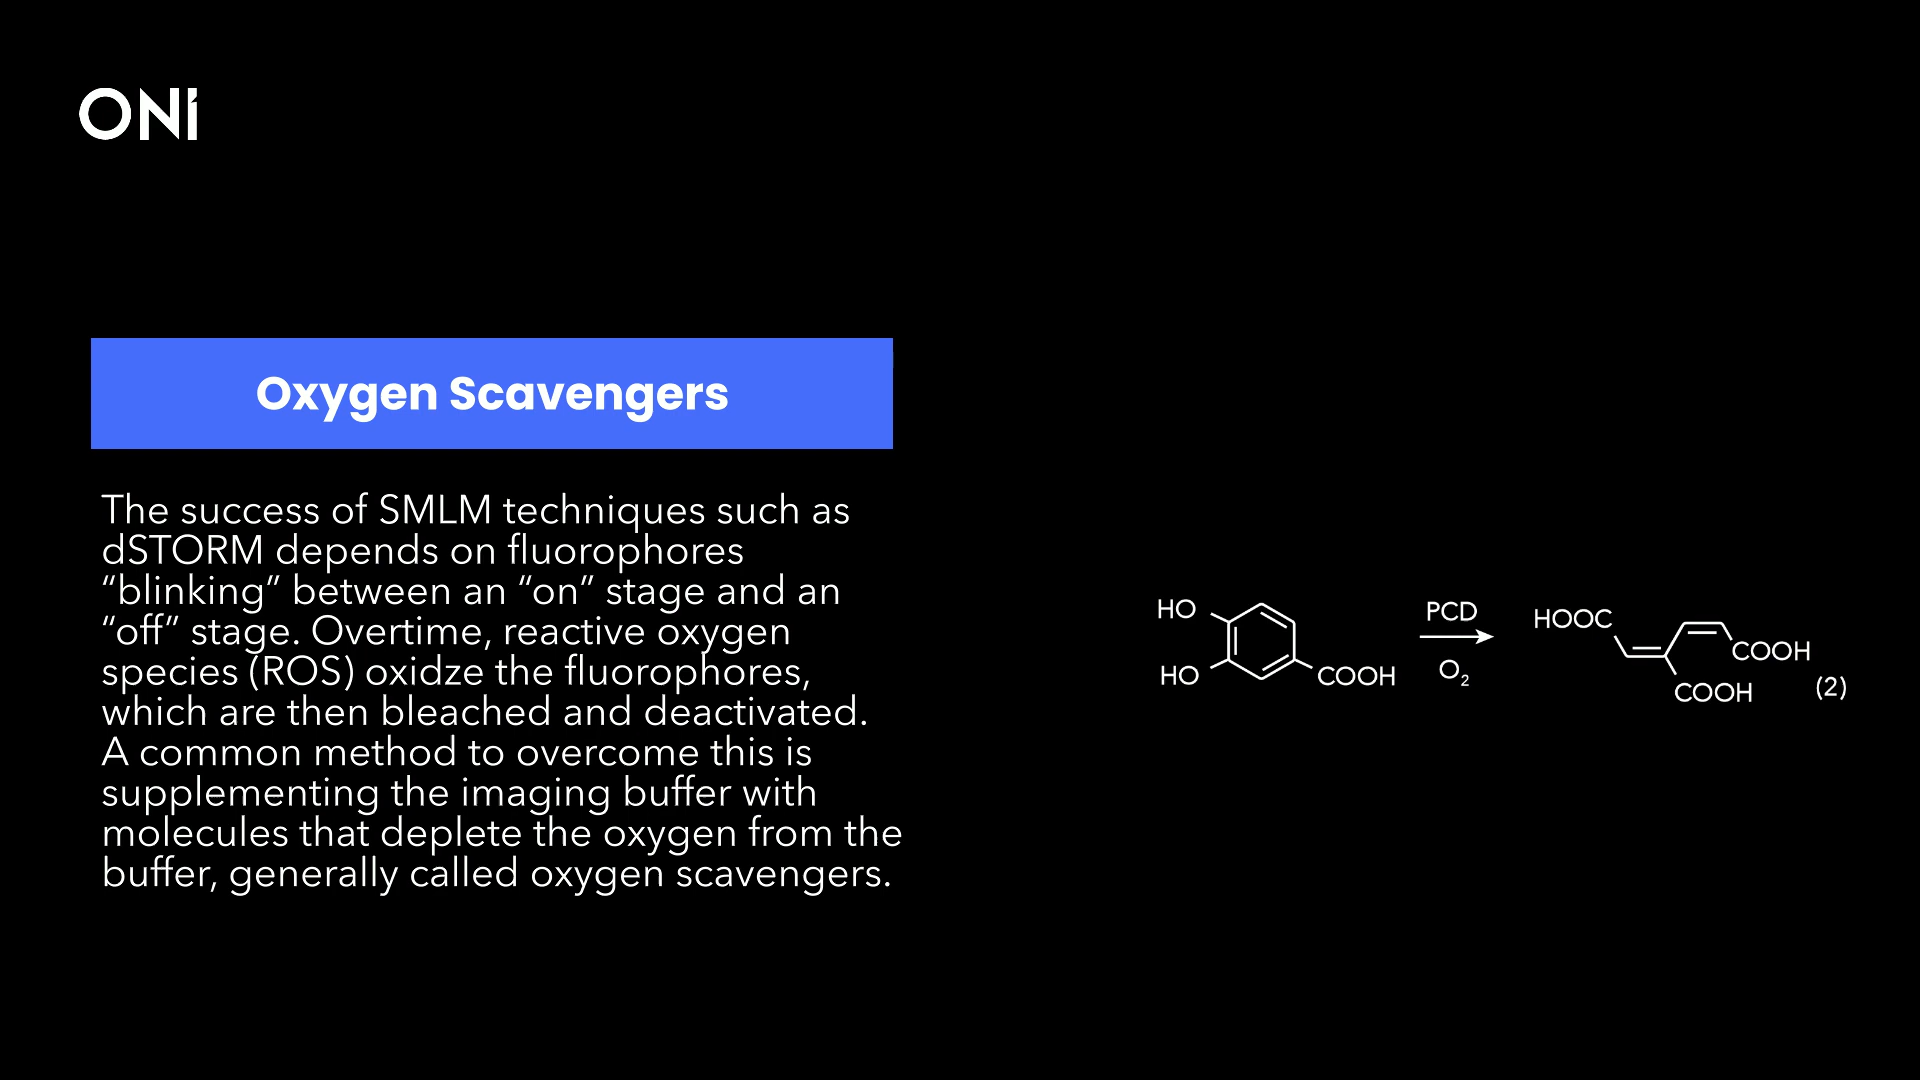 ONi
Oxygen Scavengers
The success of SMLM techniques such as
dSTORM depends on fluorophores
“blinking” between an “on” stage and an
“off” stage. Overtime, reactive oxygen
species (ROS) oxidze the fluorophores,
which are then bleached and deactivated.
A common method to overcome this is
supplementing the imaging buffer with
molecules that deplete the oxygen from the
buffer, generally called oxygen scavengers.
HO
HO
COOH
PCD
O₂
HOOC
COOH
COOH
(2)